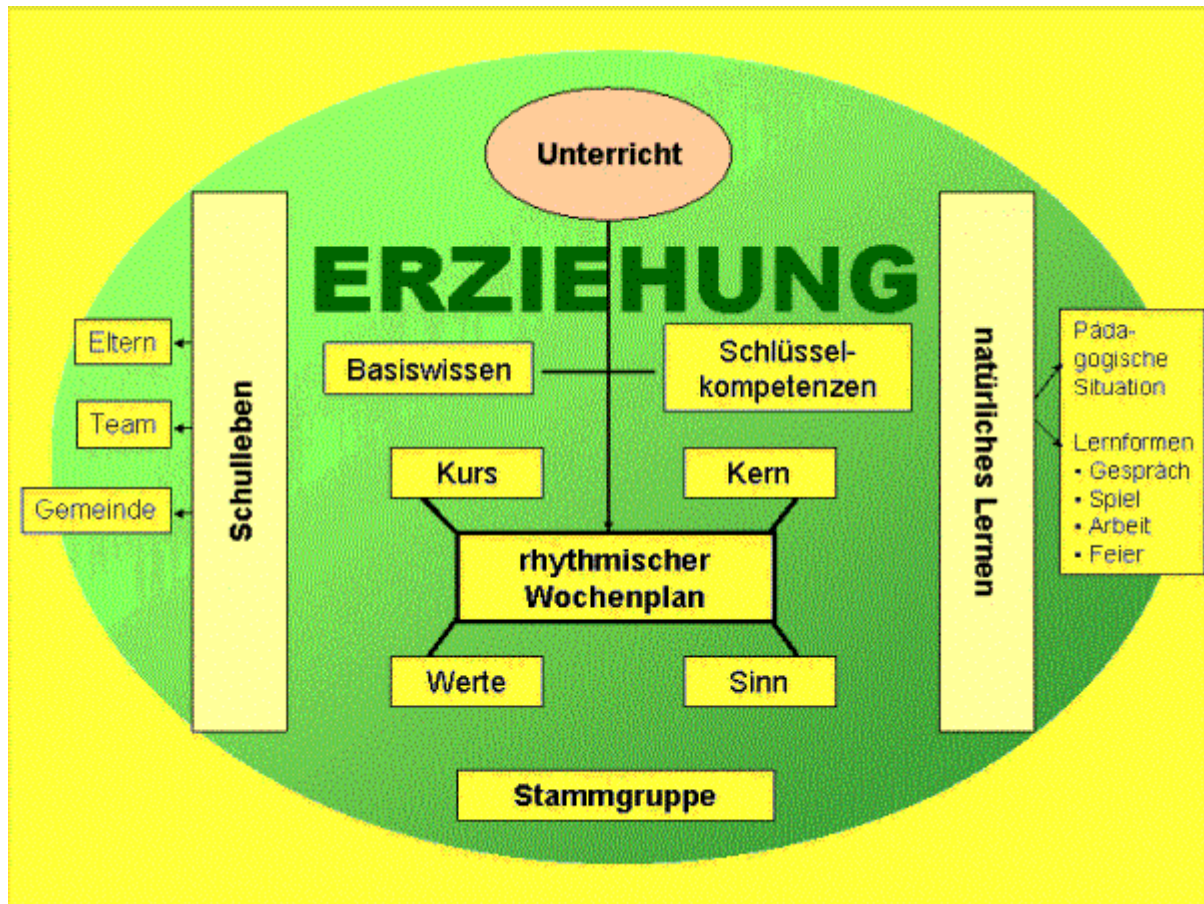 Unterricht
ERZIEHUNG
Schulleben
Eltern
Team
Gemeinde
Basiswissen
Schlüssel-
kompetenzen
Kurs
Kern
rhythmischer
Wochenplan
Werte
Sinn
Stammgruppe
natürliches Lernen
Päda-
gogische
Situation
Lernformen
• Gespräch
• Spiel
• Arbeit
• Feier